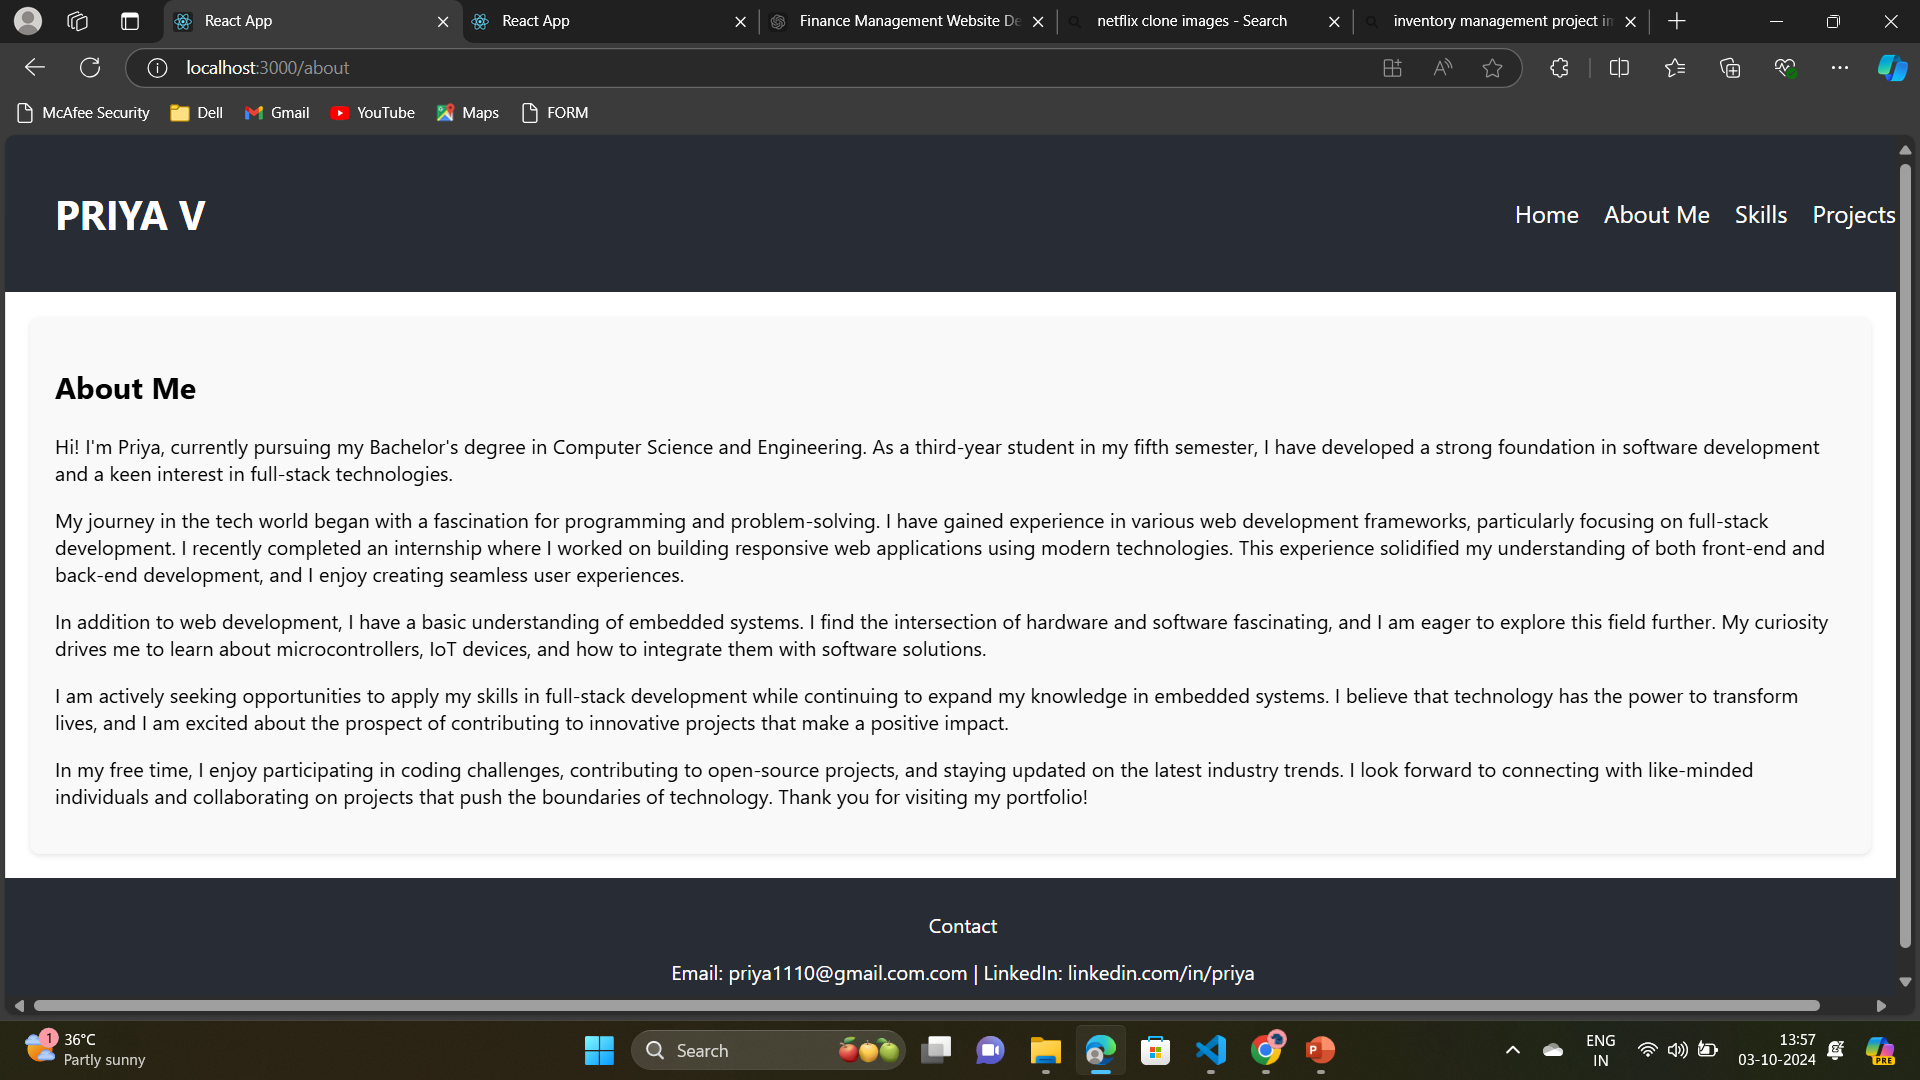 React App
React App
Finance Management Website De
netflix clone images - Search
inventory management project in
localhost:3000/about
McAfee Security
Dell
Gmail
YouTube
Maps
FORM
PRIYA V
Home
About Me
Skills
Projects
About Me
Hi! I'm Priya, currently pursuing my Bachelor's degree in Computer Science and Engineering. As a third-year student in my fifth semester, I have developed a strong foundation in software development
and a keen interest in full-stack technologies.
My journey in the tech world began with a fascination for programming and problem-solving. I have gained experience in various web development frameworks, particularly focusing on full-stack
development. I recently completed an internship where I worked on building responsive web applications using modern technologies. This experience solidified my understanding of both front-end and
back-end development, and I enjoy creating seamless user experiences.
In addition to web development, I have a basic understanding of embedded systems. I find the intersection of hardware and software fascinating, and I am eager to explore this field further. My curiosity
drives me to learn about microcontrollers, IoT devices, and how to integrate them with software solutions.
I am actively seeking opportunities to apply my skills in full-stack development while continuing to expand my knowledge in embedded systems. I believe that technology has the power to transform
lives, and I am excited about the prospect of contributing to innovative projects that make a positive impact.
In my free time, I enjoy participating in coding challenges, contributing to open-source projects, and staying updated on the latest industry trends. I look forward to connecting with like-minded
individuals and collaborating on projects that push the boundaries of technology. Thank you for visiting my portfolio!
Contact
Email: priya1110@gmail.com.com | LinkedIn: linkedin.com/in/priya
1
36°C
Partly sunny
Search
ENG
IN
13:57
03-10-2024
PRE